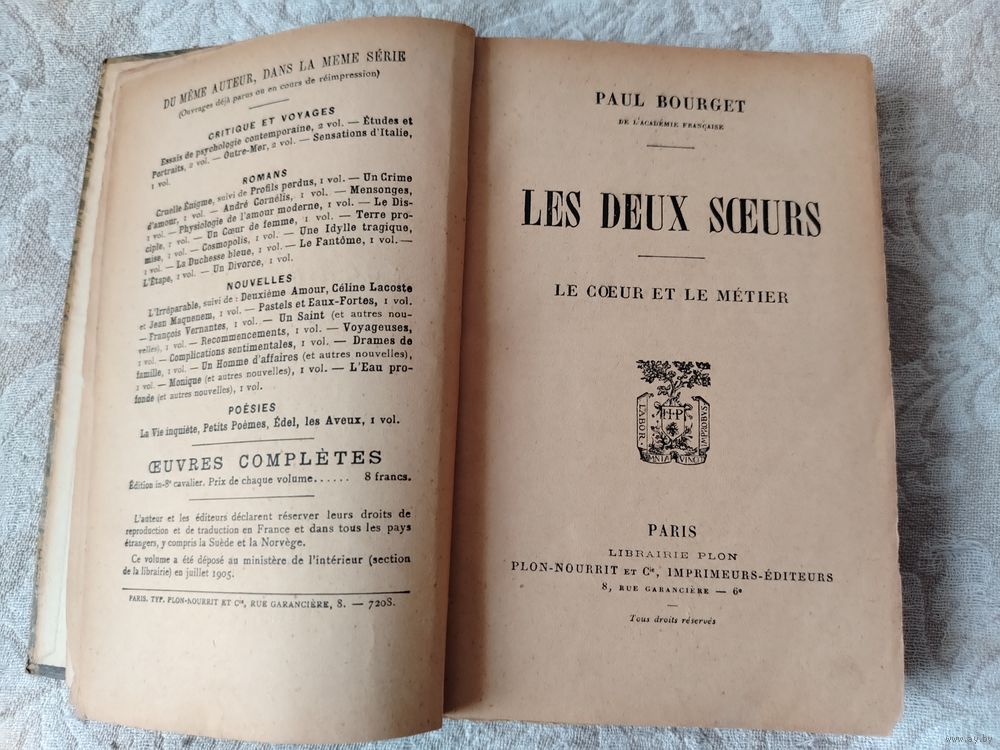 DU MÊME AUTEUR, DANS LA MEME SÉRIE
(Ouvrages déjà parus ou en cours de réimpression)
CRITIQUE ET VOYAGES
Essais de psychologie contemporaine, 2 vol. — Études et
Portraits, 2 vol. — Outre-Mer, 2 vol. — Sensations d'Italie,
1 vol.
ROMANS
Cruelle Énigme, suivi de Profils perdus, 1 vol. — Un Crime
d'amour, 1 vol. — André Cornélis, 1 vol. — Mensonges,
1 vol. — Physiologie de l'amour moderne, 1 vol. — Le Dis-
ciple, 1 vol. — Un Cœur de femme, 1 vol. — Terre pro-
mise, 1 vol. — Cosmopolis, 1 vol. — Une Idylle tragique,
1 vol. — La Duchesse bleue, 1 vol. — Le Fantôme, 1 vol. —
L'Étape, 1 vol. — Un Divorce, 1 vol.
NOUVELLES
L'Irréparable, suivi de : Deuxième Amour, Céline Lacoste
et Jean Maquenem, 1 vol. — Pastels et Eaux-Fortes, 1 vol.
— François Vernantes, 1 vol. — Un Saint (et autres nou-
velles), 1 vol. — Recommencements, 1 vol. — Voyageuses,
1 vol. — Complications sentimentales, 1 vol. — Drames de
famille, 1 vol. — Un Homme d'affaires (et autres nouvelles),
1 vol. — Monique (et autres nouvelles), 1 vol. — L'Eau pro-
fonde (et autres nouvelles), 1 vol.
POÉSIES
La Vie inquiète, Petits Poèmes, Édel, les Aveux, 1 vol.
ŒUVRES COMPLÈTES
Édition in-8º cavalier. Prix de chaque volume...... 8 francs.
L'auteur et les éditeurs déclarent réserver leurs droits de
reproduction et de traduction en France et dans tous les pays
étrangers, y compris la Suède et la Norvège.
Ce volume a été déposé au ministère de l'intérieur (section
de la librairie) en juillet 1905.
PARIS. TYP. PLON-NOURRIT ET Cie, RUE GARANCIÈRE, 8. — 7208.
PAUL BOURGET
DE L'ACADÉMIE FRANÇAISE
LES DEUX SŒURS
LE CŒUR ET LE MÉTIER
LABOR
H·P
IMPROBVS
OMNIA VINCIT
PARIS
LIBRAIRIE PLON
PLON-NOURRIT ET Cie, IMPRIMEURS-ÉDITEURS
8, RUE GARANCIÈRE — 6e
Tous droits réservés
www.ay.by